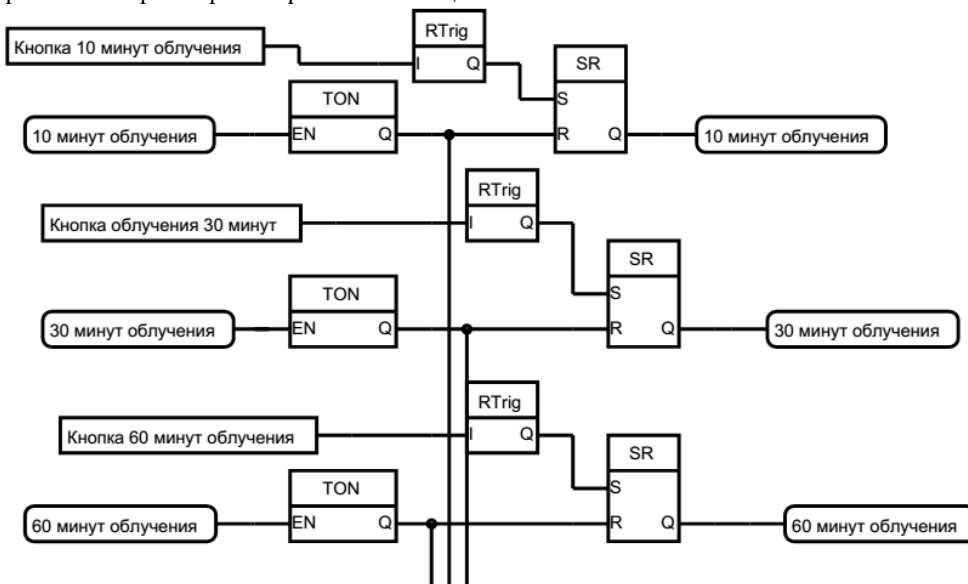 RTrig
Кнопка 10 минут облучения
I Q
SR
TON
S
10 минут облучения
EN Q
R Q
10 минут облучения
RTrig
Кнопка облучения 30 минут
I Q
SR
TON
S
30 минут облучения
EN Q
R Q
30 минут облучения
RTrig
Кнопка 60 минут облучения
I Q
SR
TON
S
60 минут облучения
EN Q
R Q
60 минут облучения